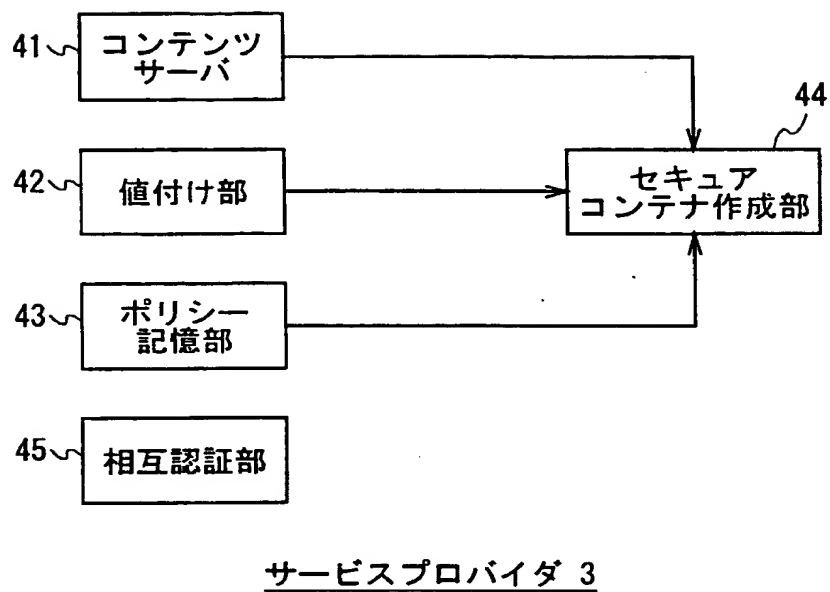 41
コンテンツ
サーバ
44
42
値付け部
セキュア
コンテナ作成部
43
ポリシー
記憶部
45
相互認証部
サービスプロバイダ 3